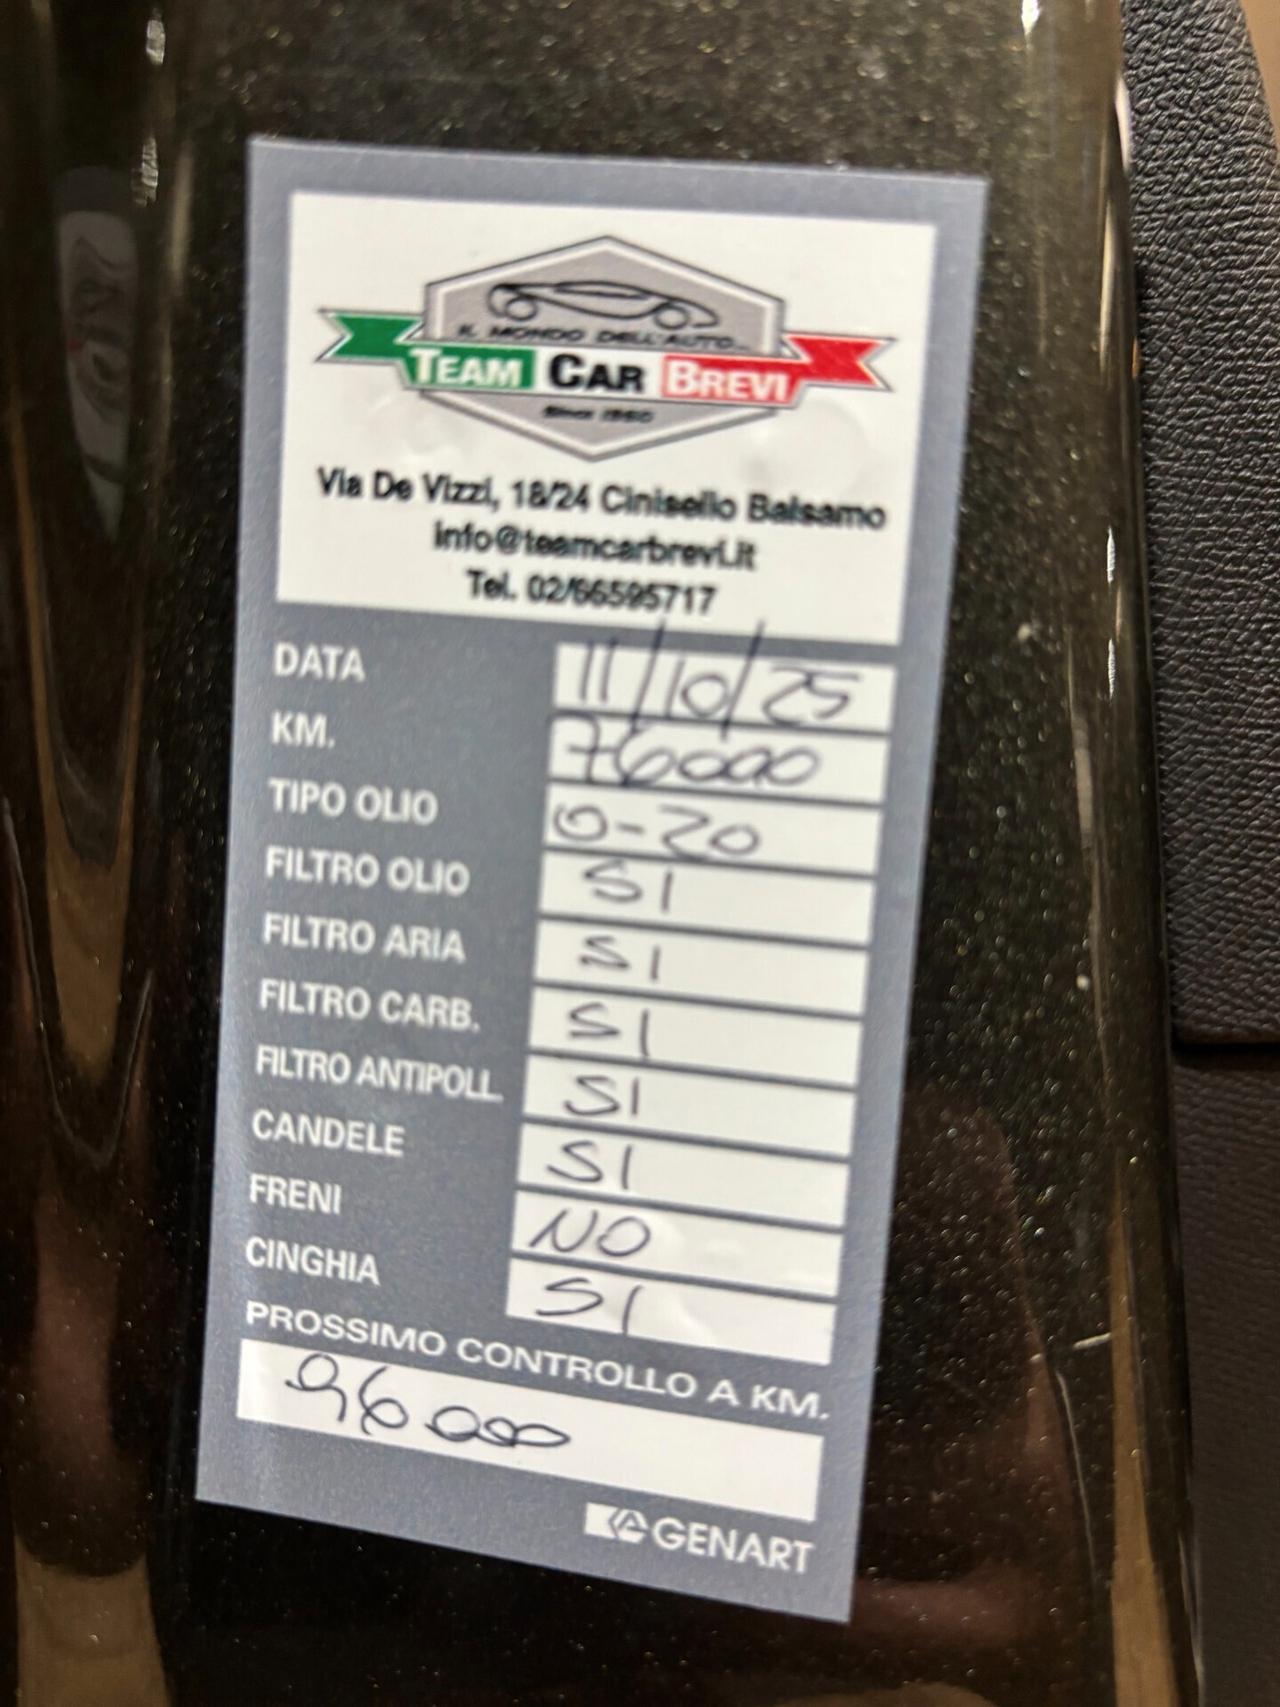 IL MONDO DELL'AUTO...
TEAM CAR BREVI
Since 1960
Via De Vizzi, 18/24 Cinisello Balsamo
info@teamcarbrevi.it
Tel. 02/66595717
DATA 11/10/25
KM. 76000
TIPO OLIO 0-20
FILTRO OLIO SI
FILTRO ARIA SI
FILTRO CARB. SI
FILTRO ANTIPOLL. SI
CANDELE SI
FRENI NO
CINGHIA SI
PROSSIMO CONTROLLO A KM.
96000
GENART